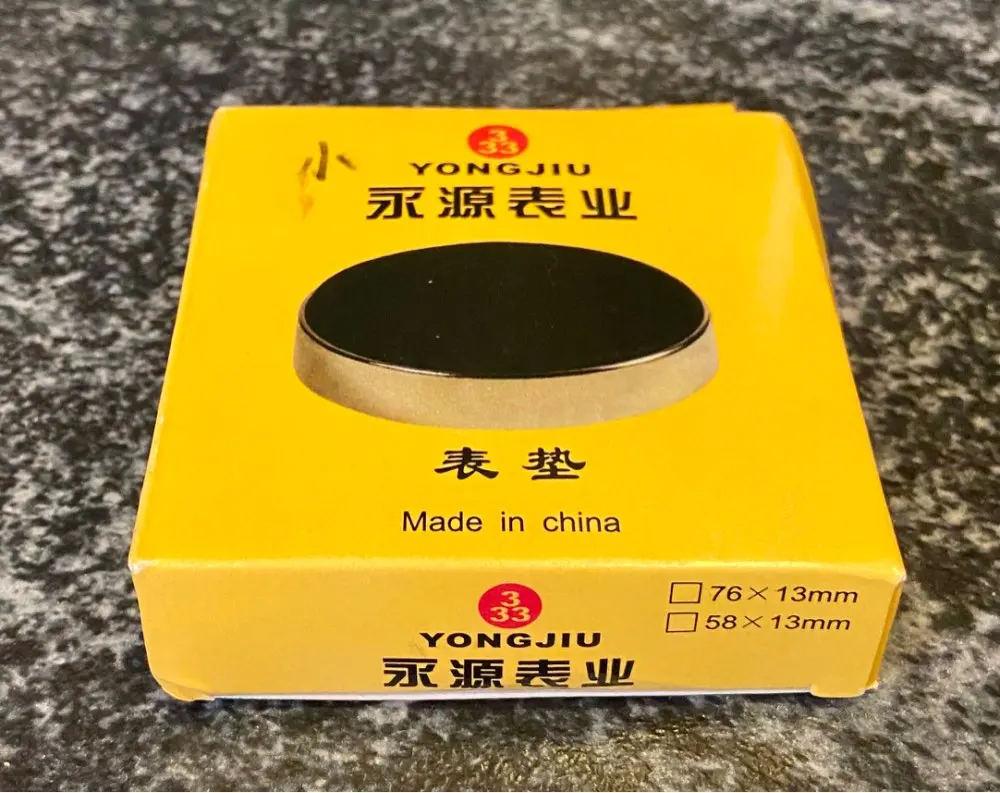 小
3
33
YONGJIU
永源表业
表垫
Made in china
3
33
YONGJIU
永源表业
□ 76×13mm
□ 58×13mm